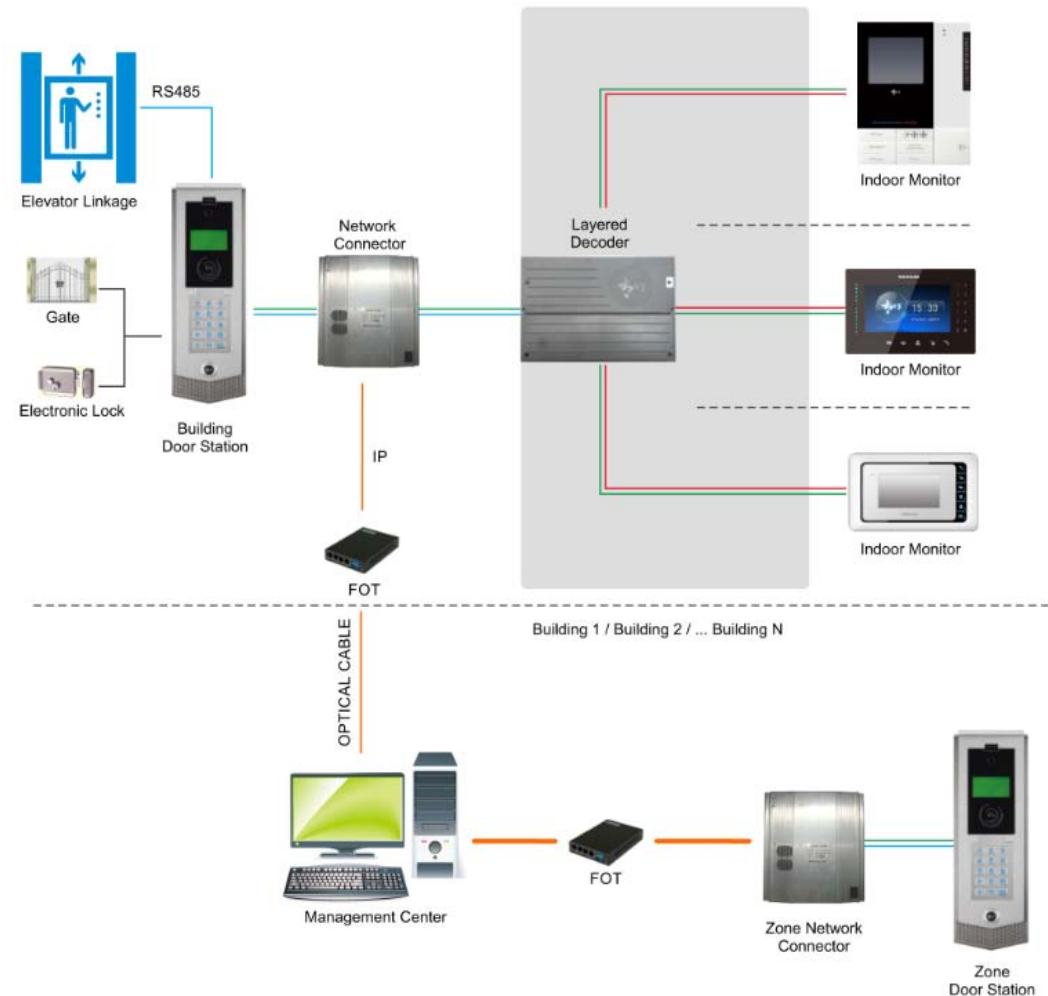 RS485
Elevator Linkage
Gate
Electronic Lock
Building
Door Station
Network
Connector
Layered
Decoder
Indoor Monitor
15:33
Indoor Monitor
Indoor Monitor
IP
FOT
Building 1 / Building 2 / ... Building N
OPTICAL CABLE
Management Center
FOT
Zone Network
Connector
Zone
Door Station